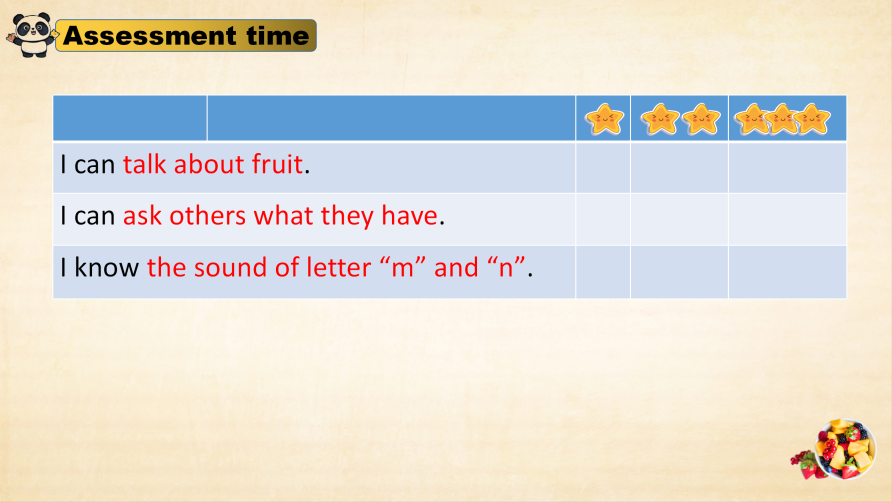 Assessment time
I can talk about fruit.
I can ask others what they have.
I know the sound of letter “m” and “n”.